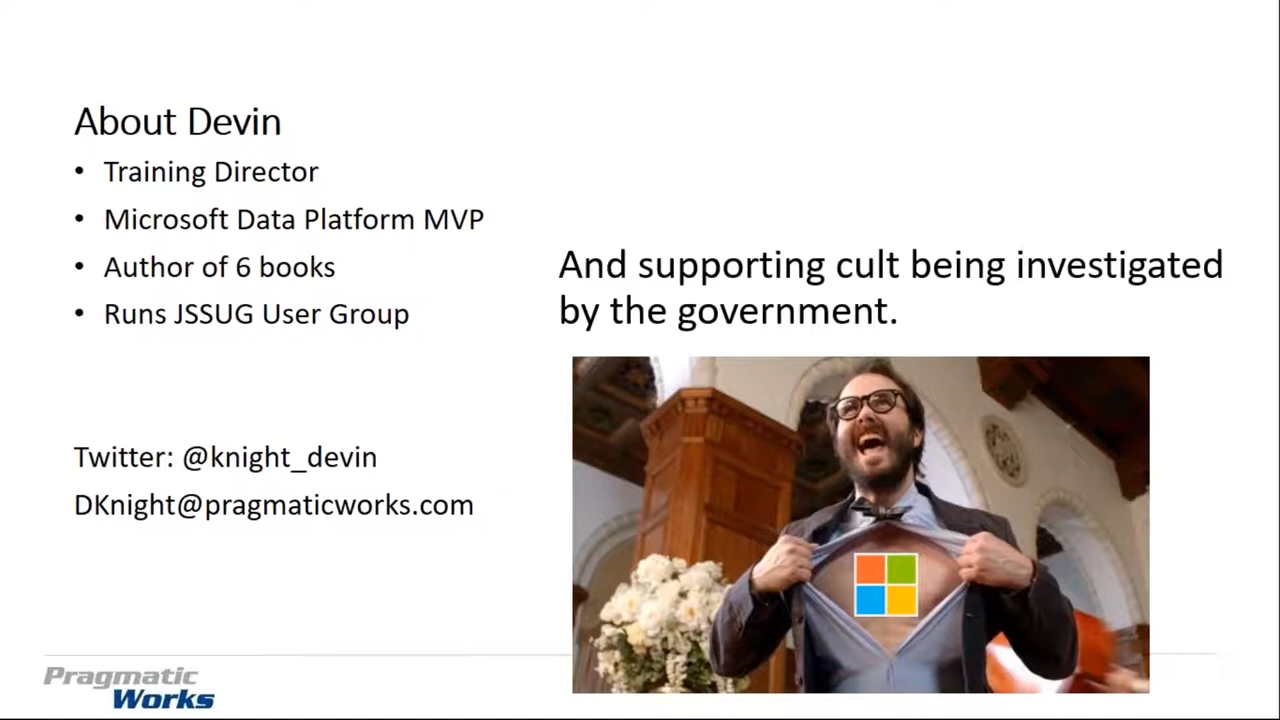 About Devin
• Training Director
• Microsoft Data Platform MVP
• Author of 6 books
• Runs JSSUG User Group
Twitter: @knight_devin
DKnight@pragmaticworks.com
And supporting cult being investigated
by the government.
Pragmatic
Works